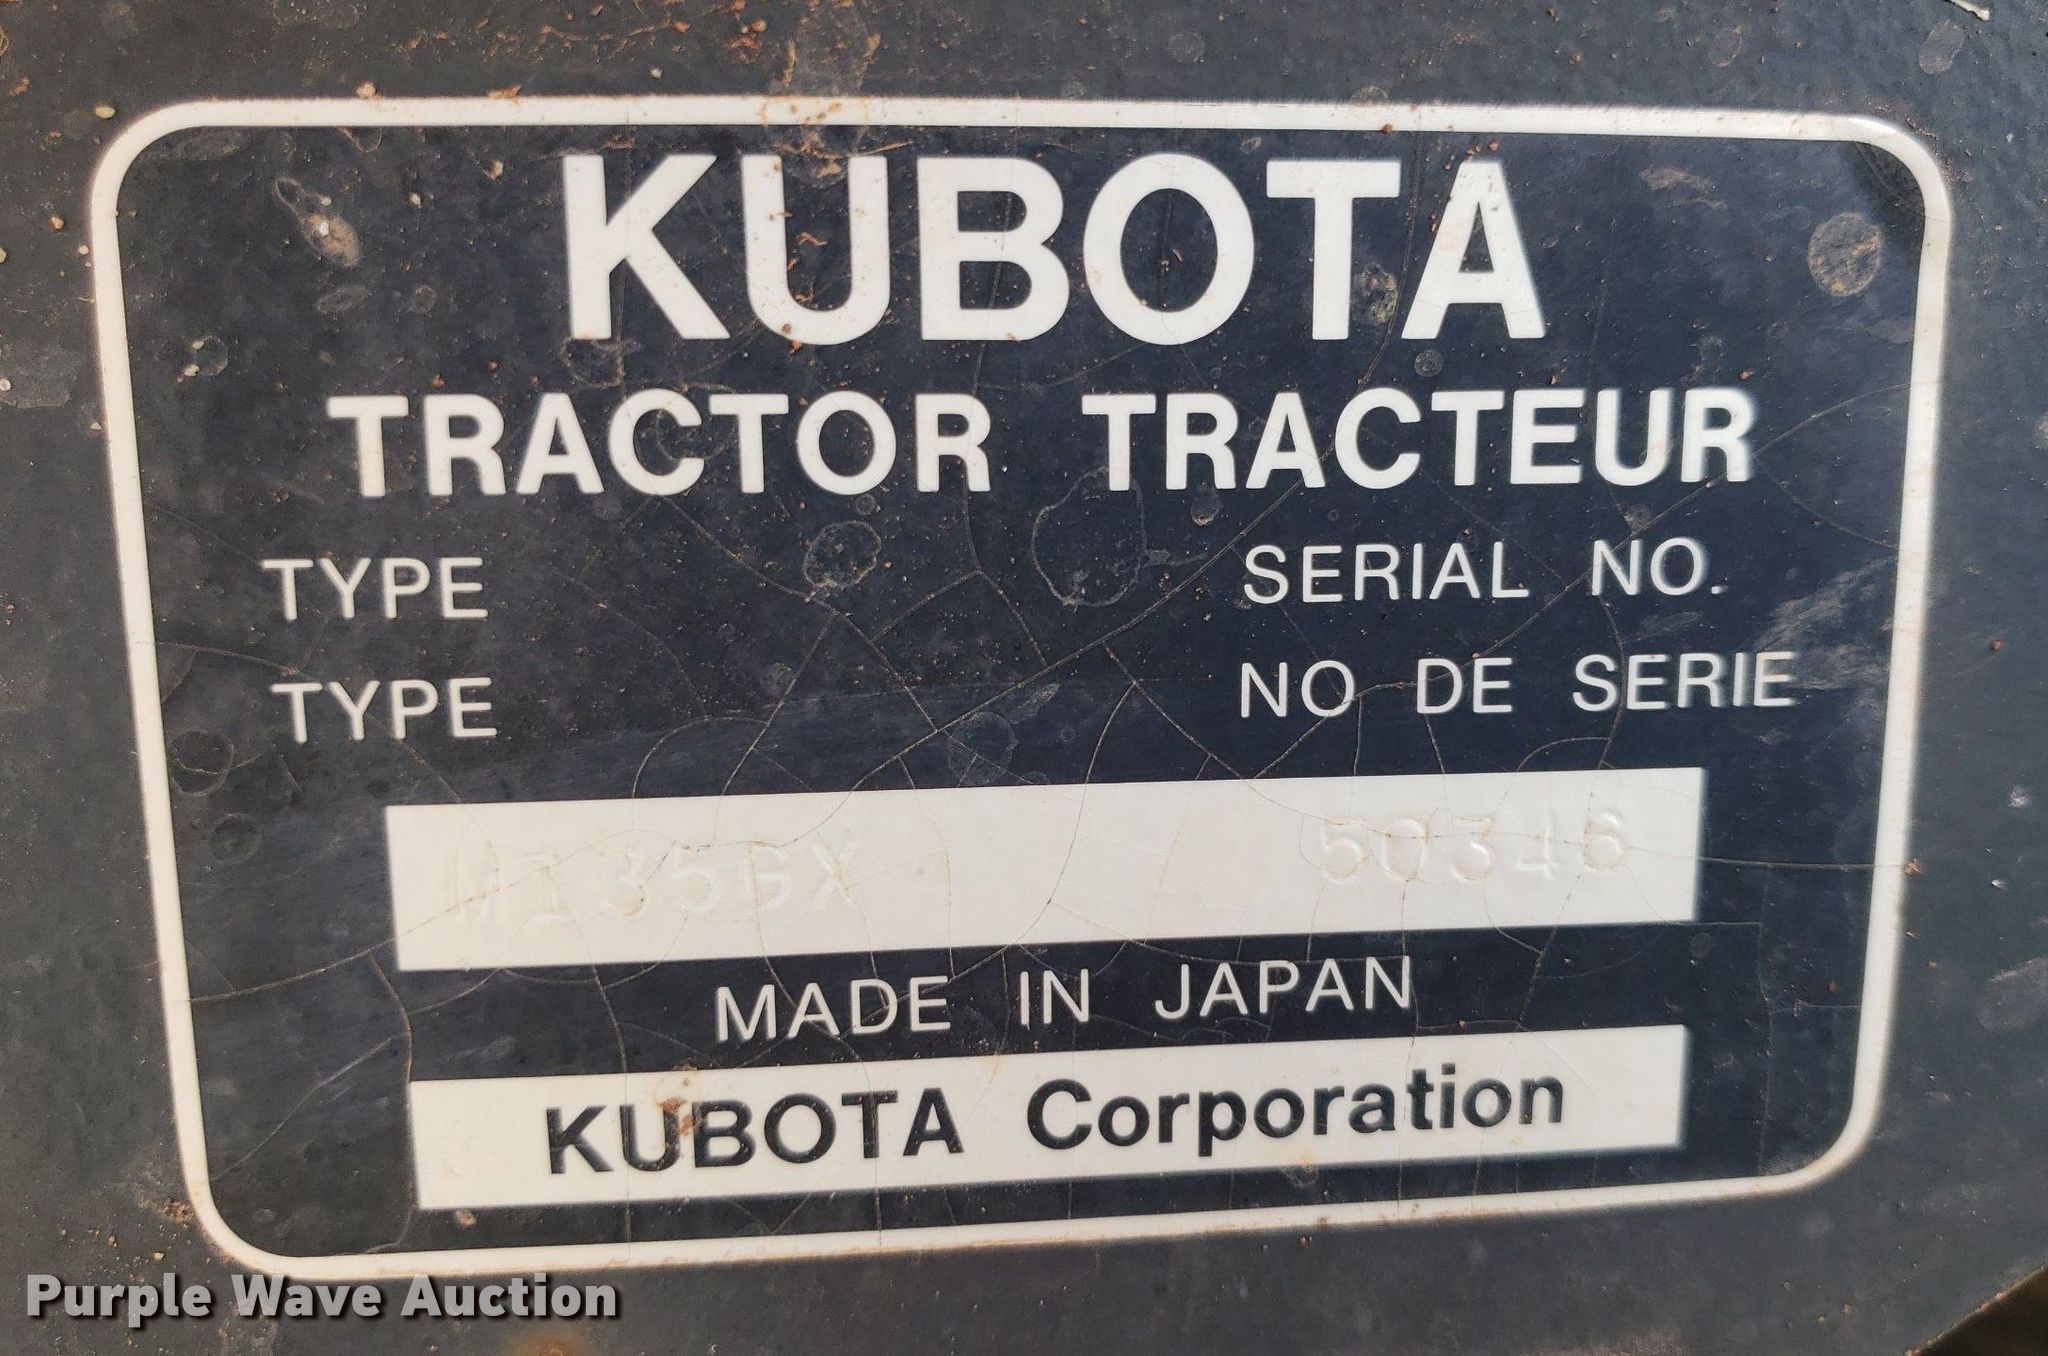 KUBOTA
TRACTOR TRACTEUR
TYPE SERIAL NO.
TYPE NO DE SERIE
M135GX 50346
MADE IN JAPAN
KUBOTA Corporation
Purple Wave Auction